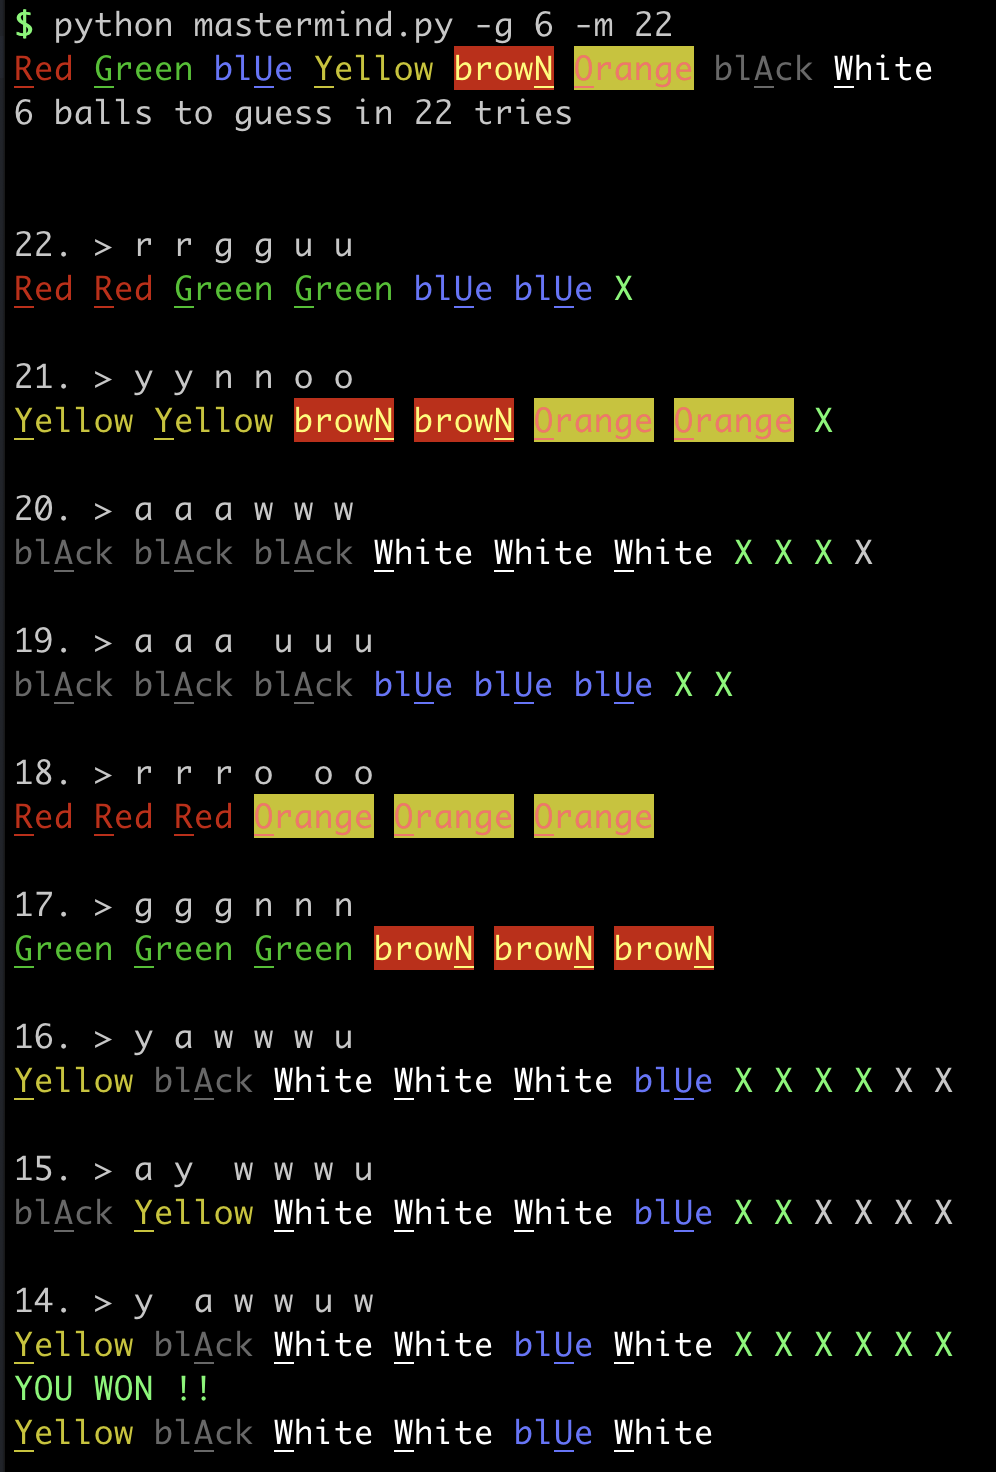 $ python mastermind.py -g 6 -m 22
Red Green blUe Yellow browN Orange blAck White
6 balls to guess in 22 tries
22. > r r g g u u
Red Red Green Green blUe blUe X
21. > y y n n o o
Yellow Yellow browN browN Orange Orange X
20. > a a a w w w
blAck blAck blAck White White White X X X X
19. > a a a  u u u
blAck blAck blAck blUe blUe blUe X X
18. > r r r o  o o
Red Red Red Orange Orange Orange
17. > g g g n n n
Green Green Green browN browN browN
16. > y a w w w u
Yellow blAck White White White blUe X X X X X X
15. > a y  w w w u
blAck Yellow White White White blUe X X X X X X
14. > y  a w w u w
Yellow blAck White White blUe White X X X X X X
YOU WON !!
Yellow blAck White White blUe White